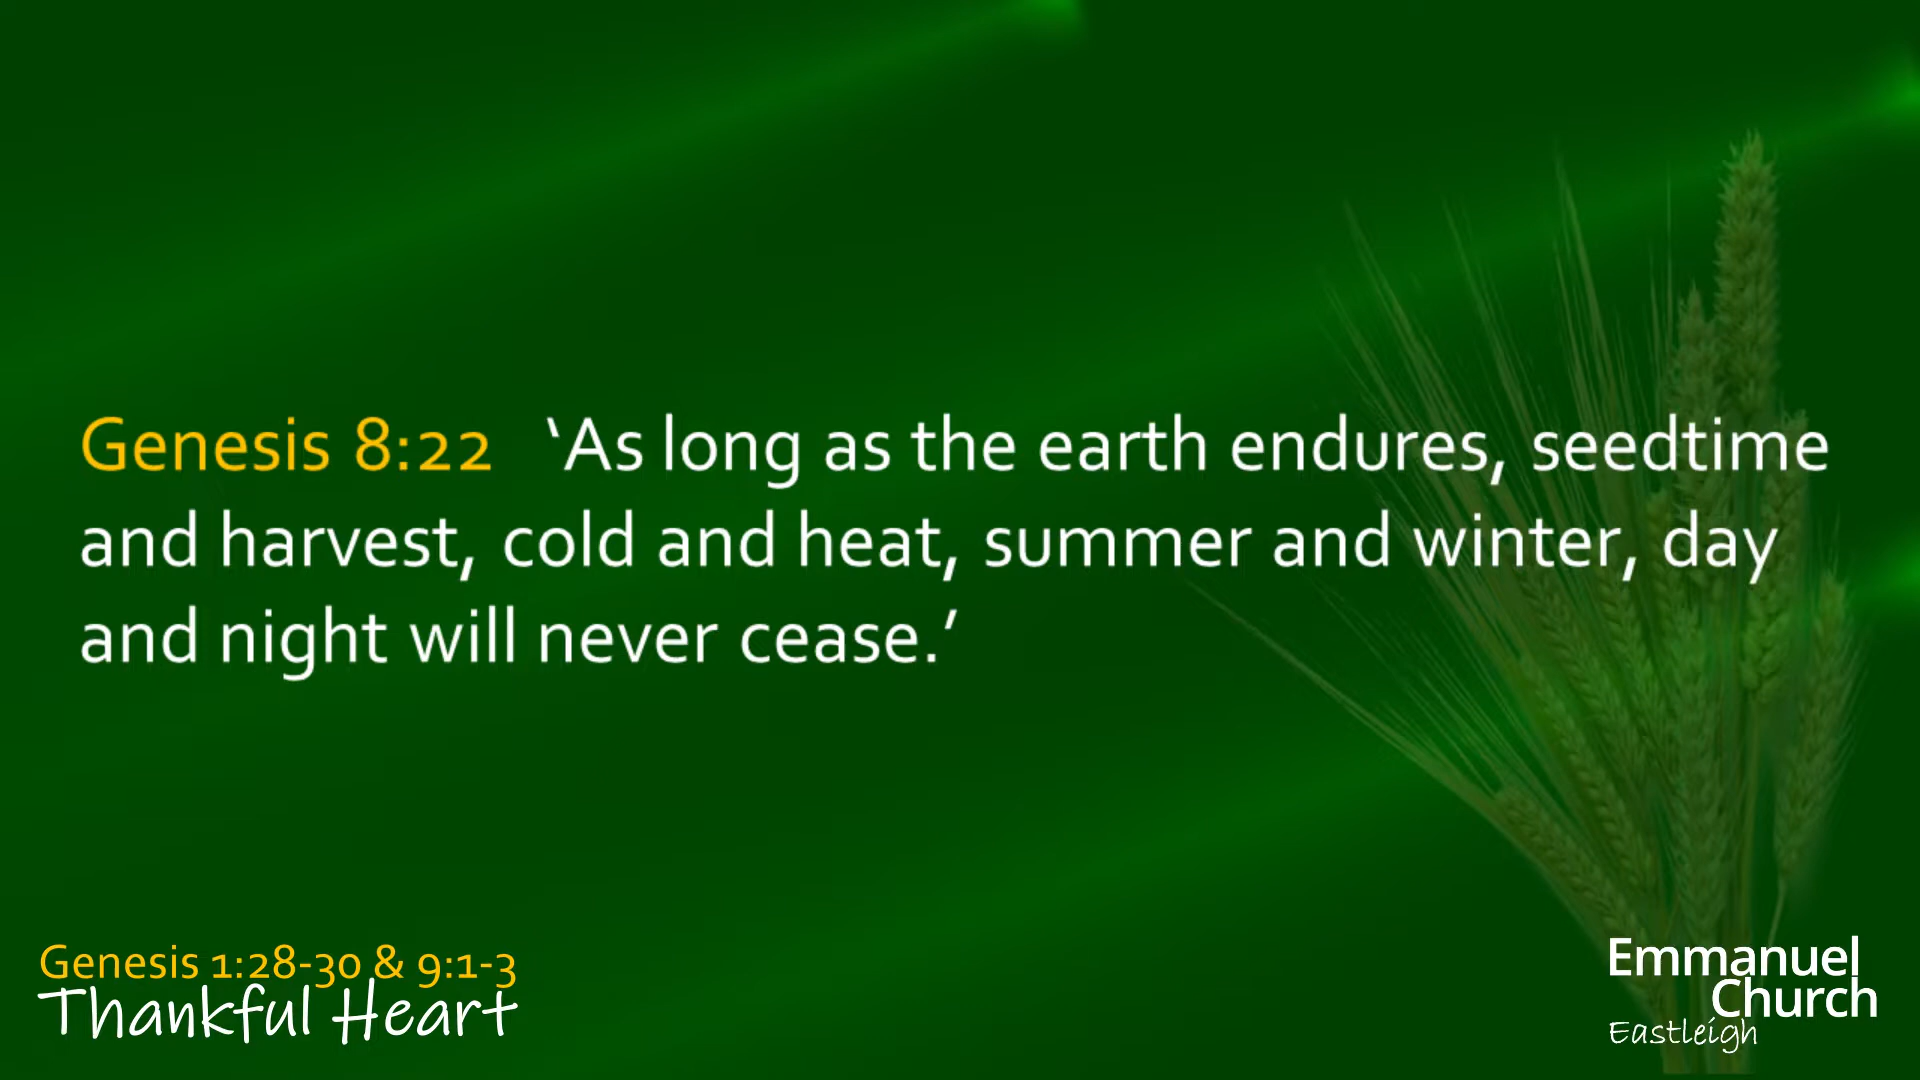 Genesis 8:22 ‘As long as the earth endures, seedtime
and harvest, cold and heat, summer and winter, day
and night will never cease.’
Genesis 1:28-30 & 9:1-3
Thankful Heart
Emmanuel
Church
Eastleigh